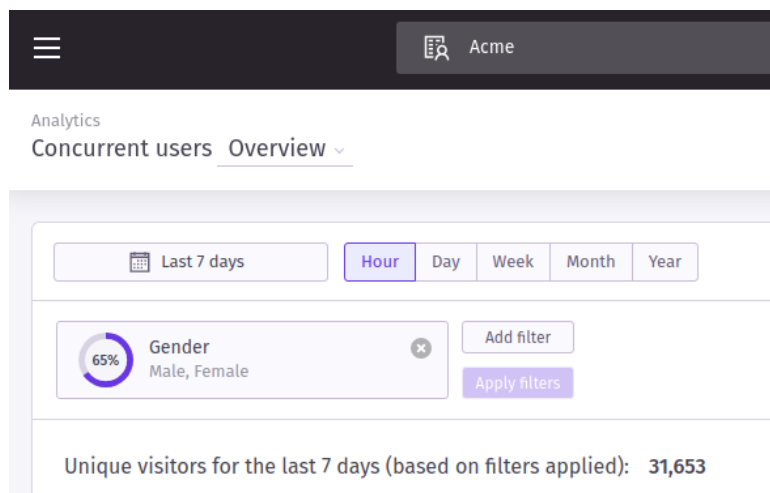 Acme
Analytics
Concurrent users Overview
Last 7 days Hour Day Week Month Year
65% Gender Add filter
Male, Female Apply filters
Unique visitors for the last 7 days (based on filters applied): 31,653